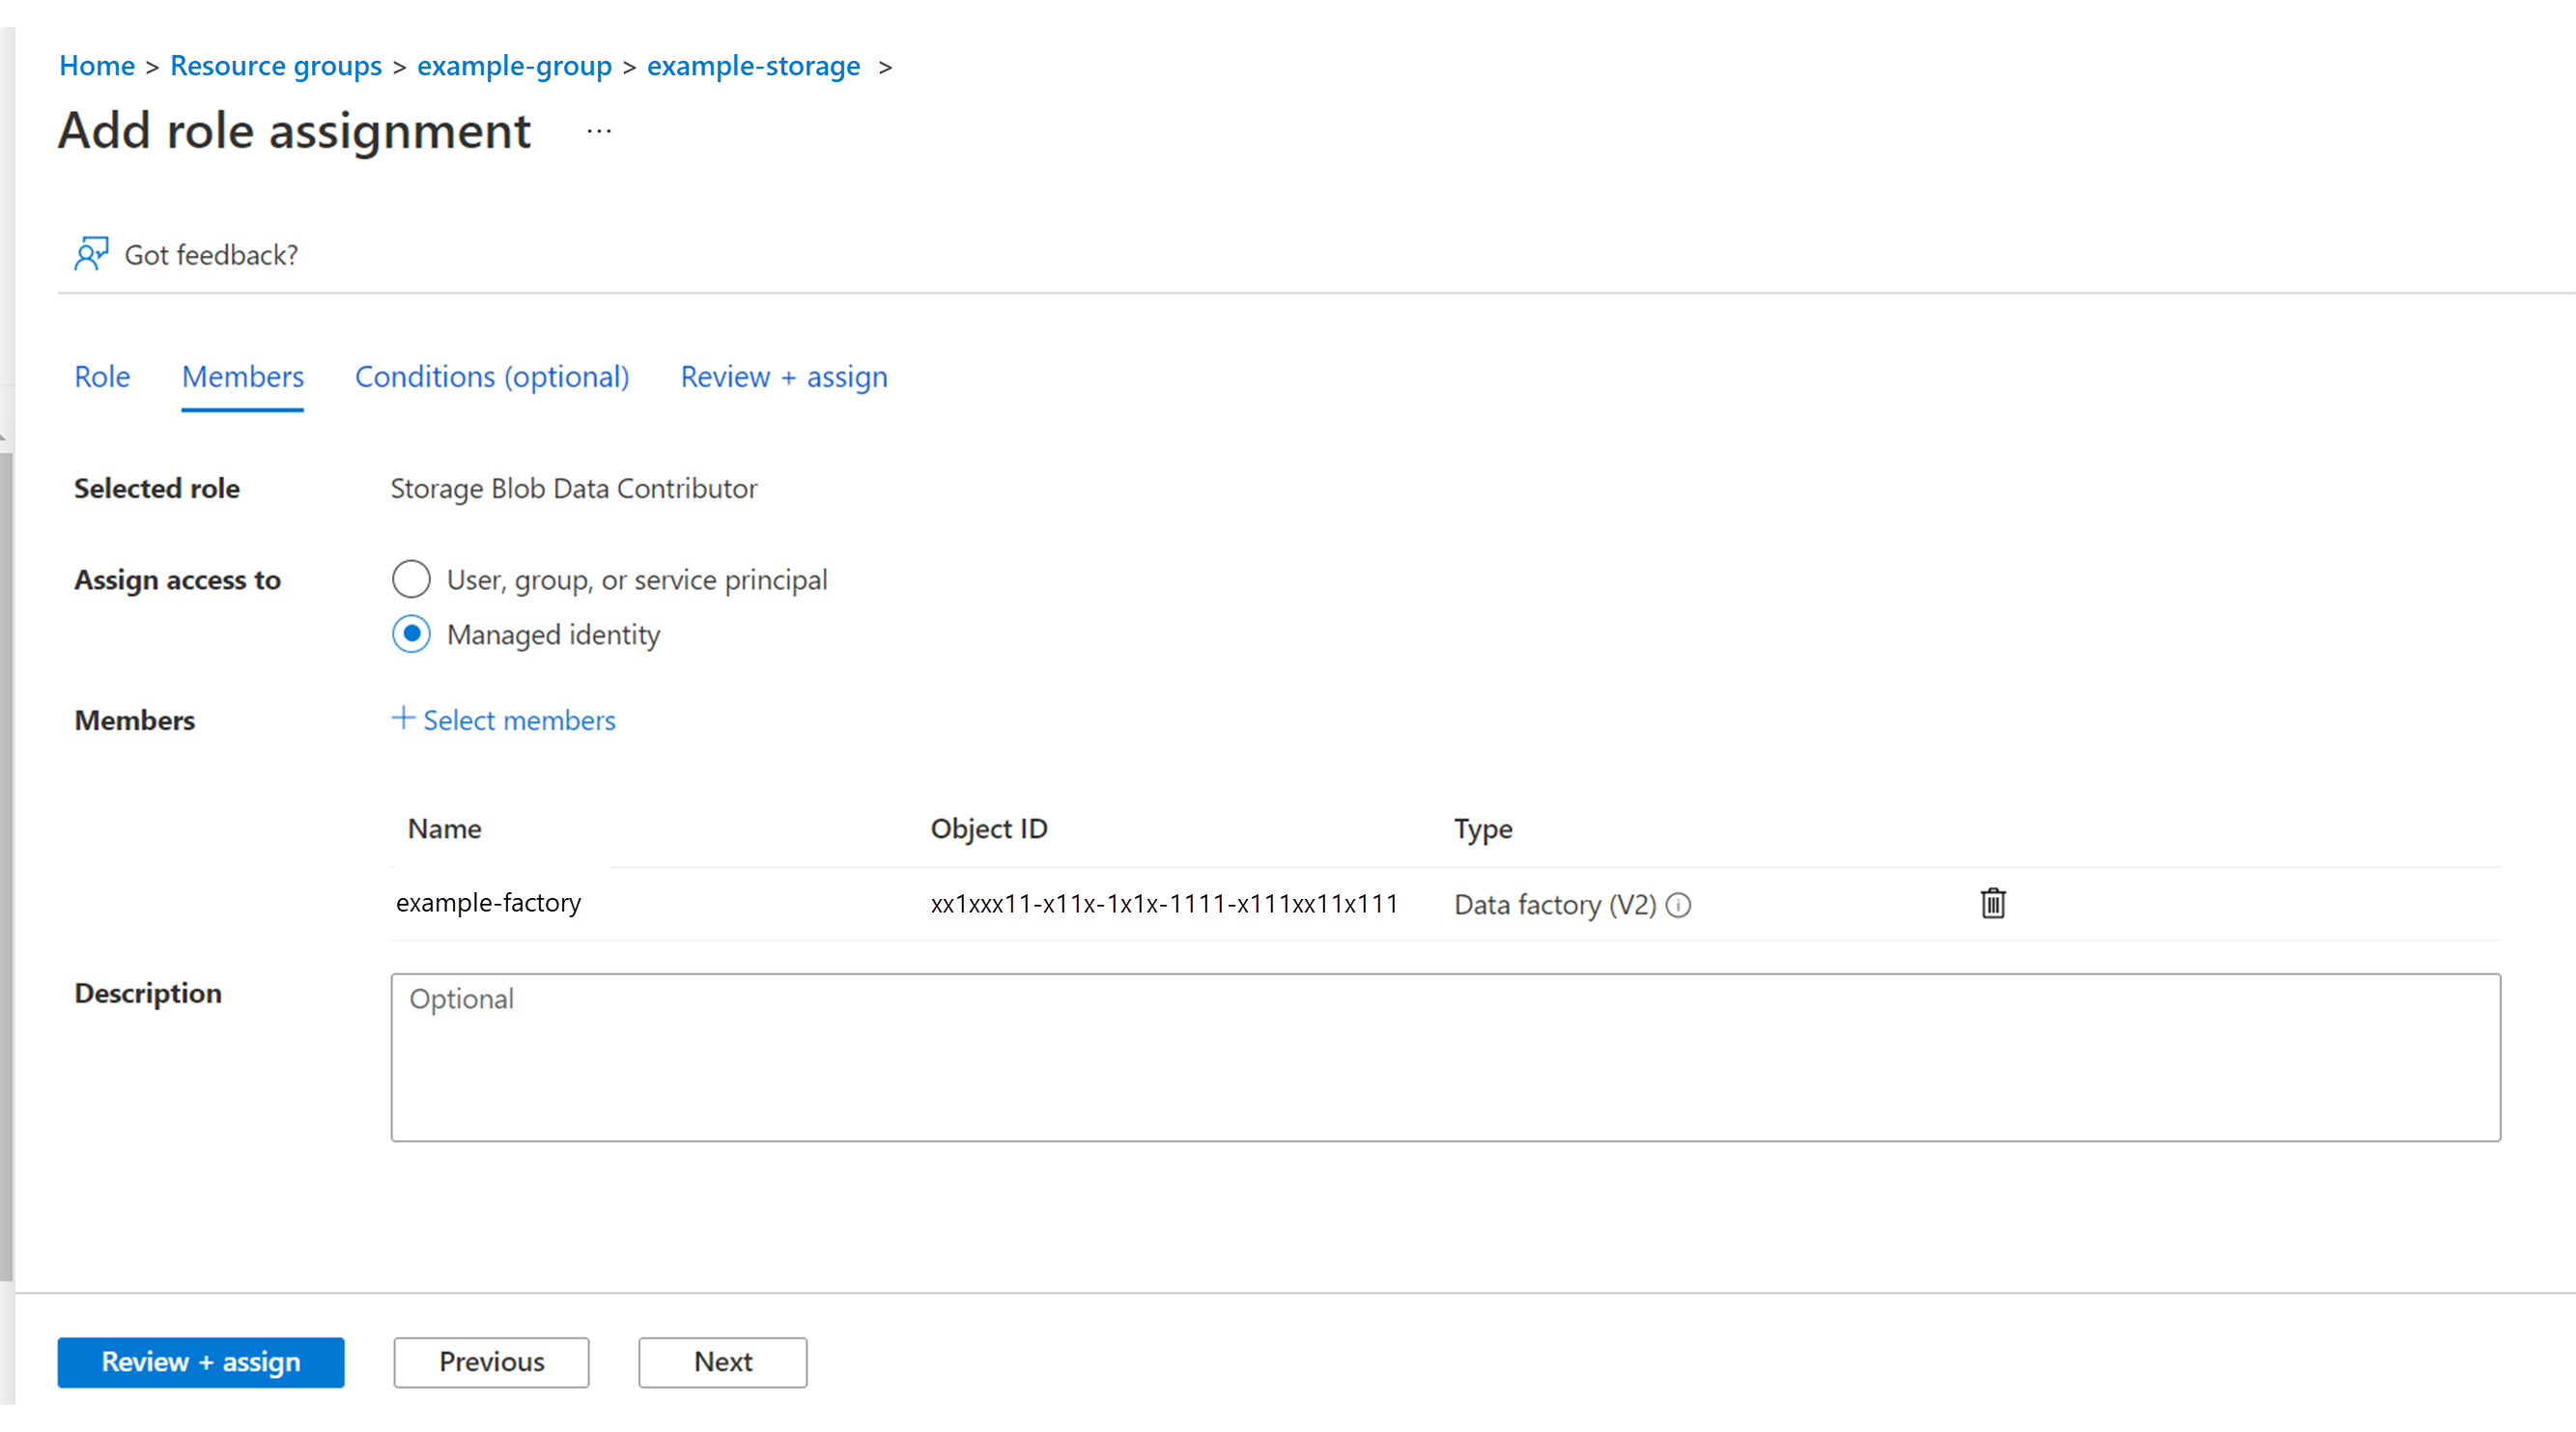 Home > Resource groups > example-group > example-storage >
Add role assignment ...
Got feedback?
Role Members Conditions (optional) Review + assign
Selected role Storage Blob Data Contributor
Assign access to User, group, or service principal
Managed identity
Members + Select members
Name Object ID Type
example-factory xx1xxx11-x11x-1x1x-1111-x111xx11x111 Data factory (V2)
Description Optional
Review + assign Previous Next